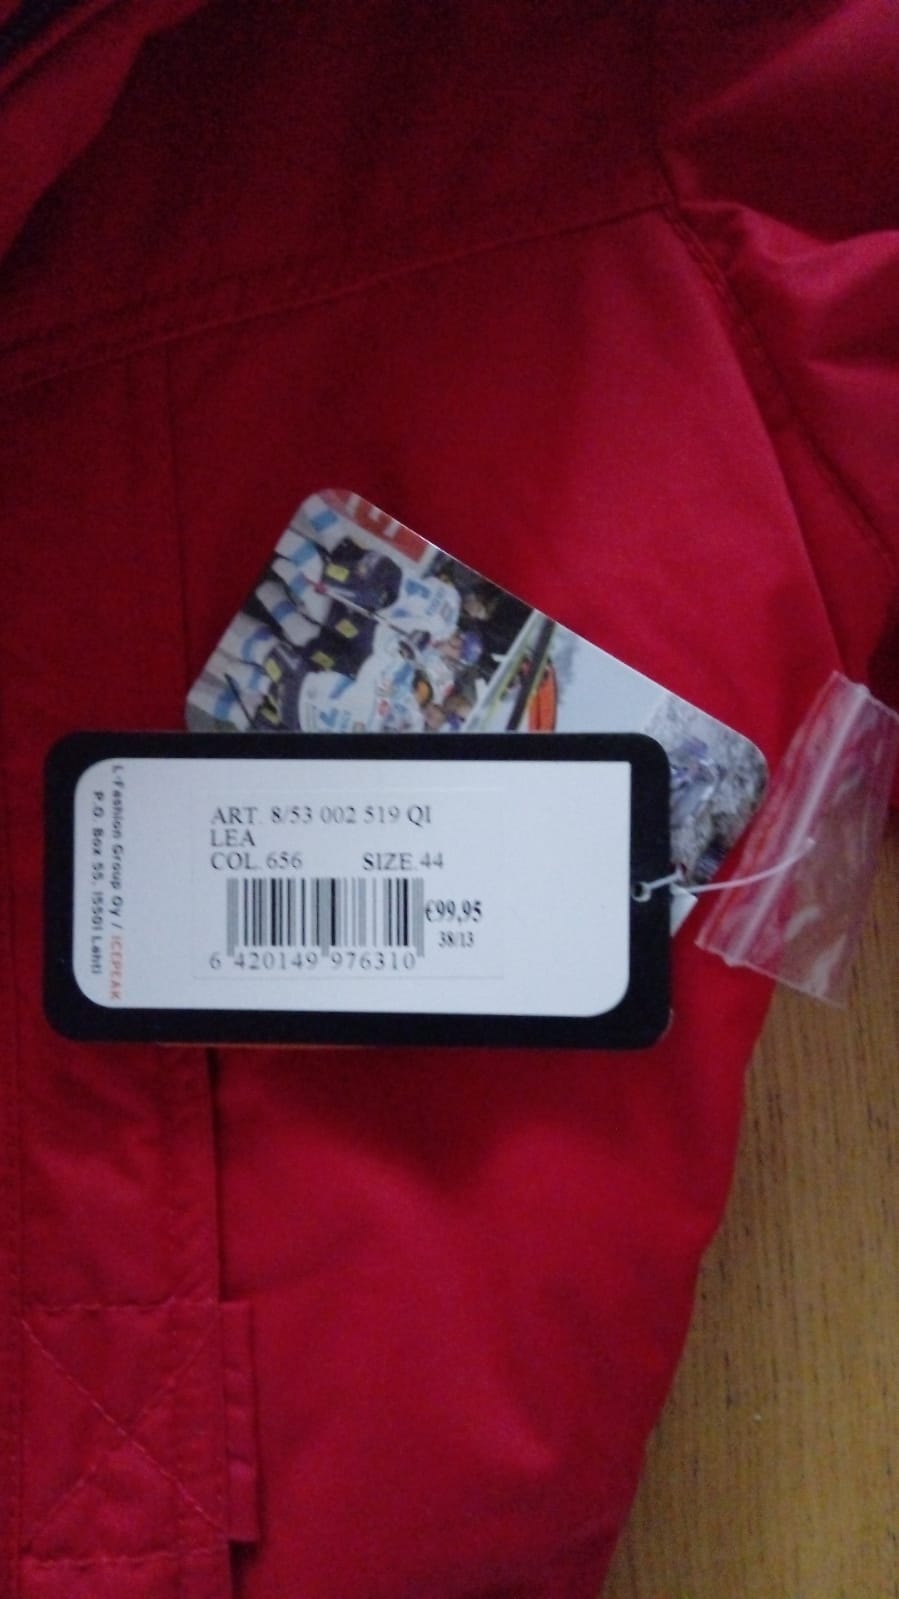 L-Fashion Group Oy / ICEPEAK
P.O. Box 55, 15501 Lahti
ART. 8/53 002 519 QI
LEA
COL.656 SIZE.44
€99,95
38/13
6 420149 976310